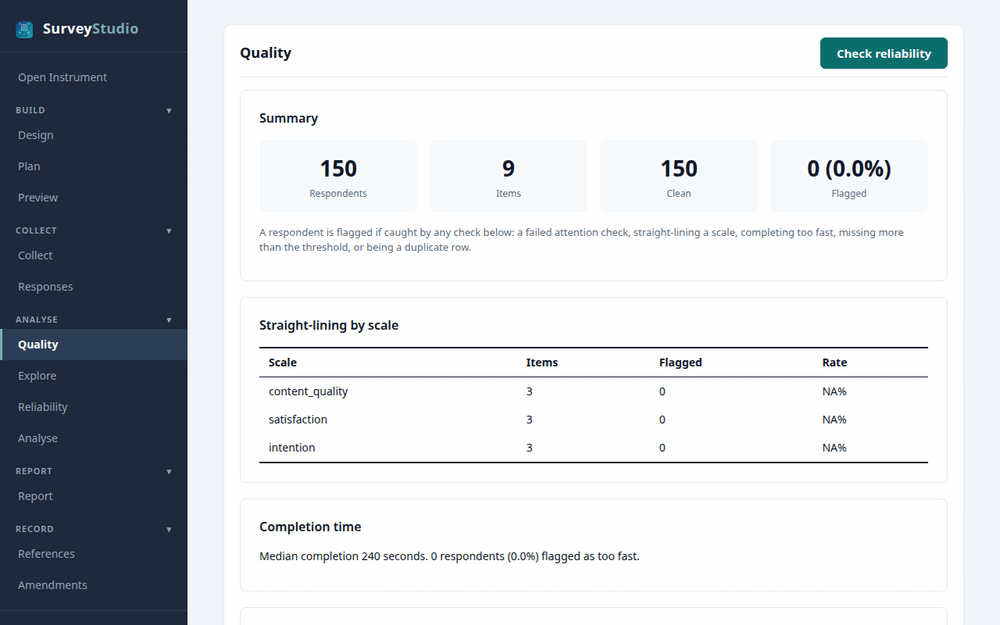 SurveyStudio
Open Instrument
BUILD ▼
Design
Plan
Preview
COLLECT ▼
Collect
Responses
ANALYSE ▼
Quality
Explore
Reliability
Analyse
REPORT ▼
Report
RECORD ▼
References
Amendments
Quality
Check reliability
Summary
150 9 150 0 (0.0%)
Respondents Items Clean Flagged
A respondent is flagged if caught by any check below: a failed attention check, straight-lining a scale, completing too fast, missing more
than the threshold, or being a duplicate row.
Straight-lining by scale
Scale Items Flagged Rate
content_quality 3 0 NA%
satisfaction 3 0 NA%
intention 3 0 NA%
Completion time
Median completion 240 seconds. 0 respondents (0.0%) flagged as too fast.